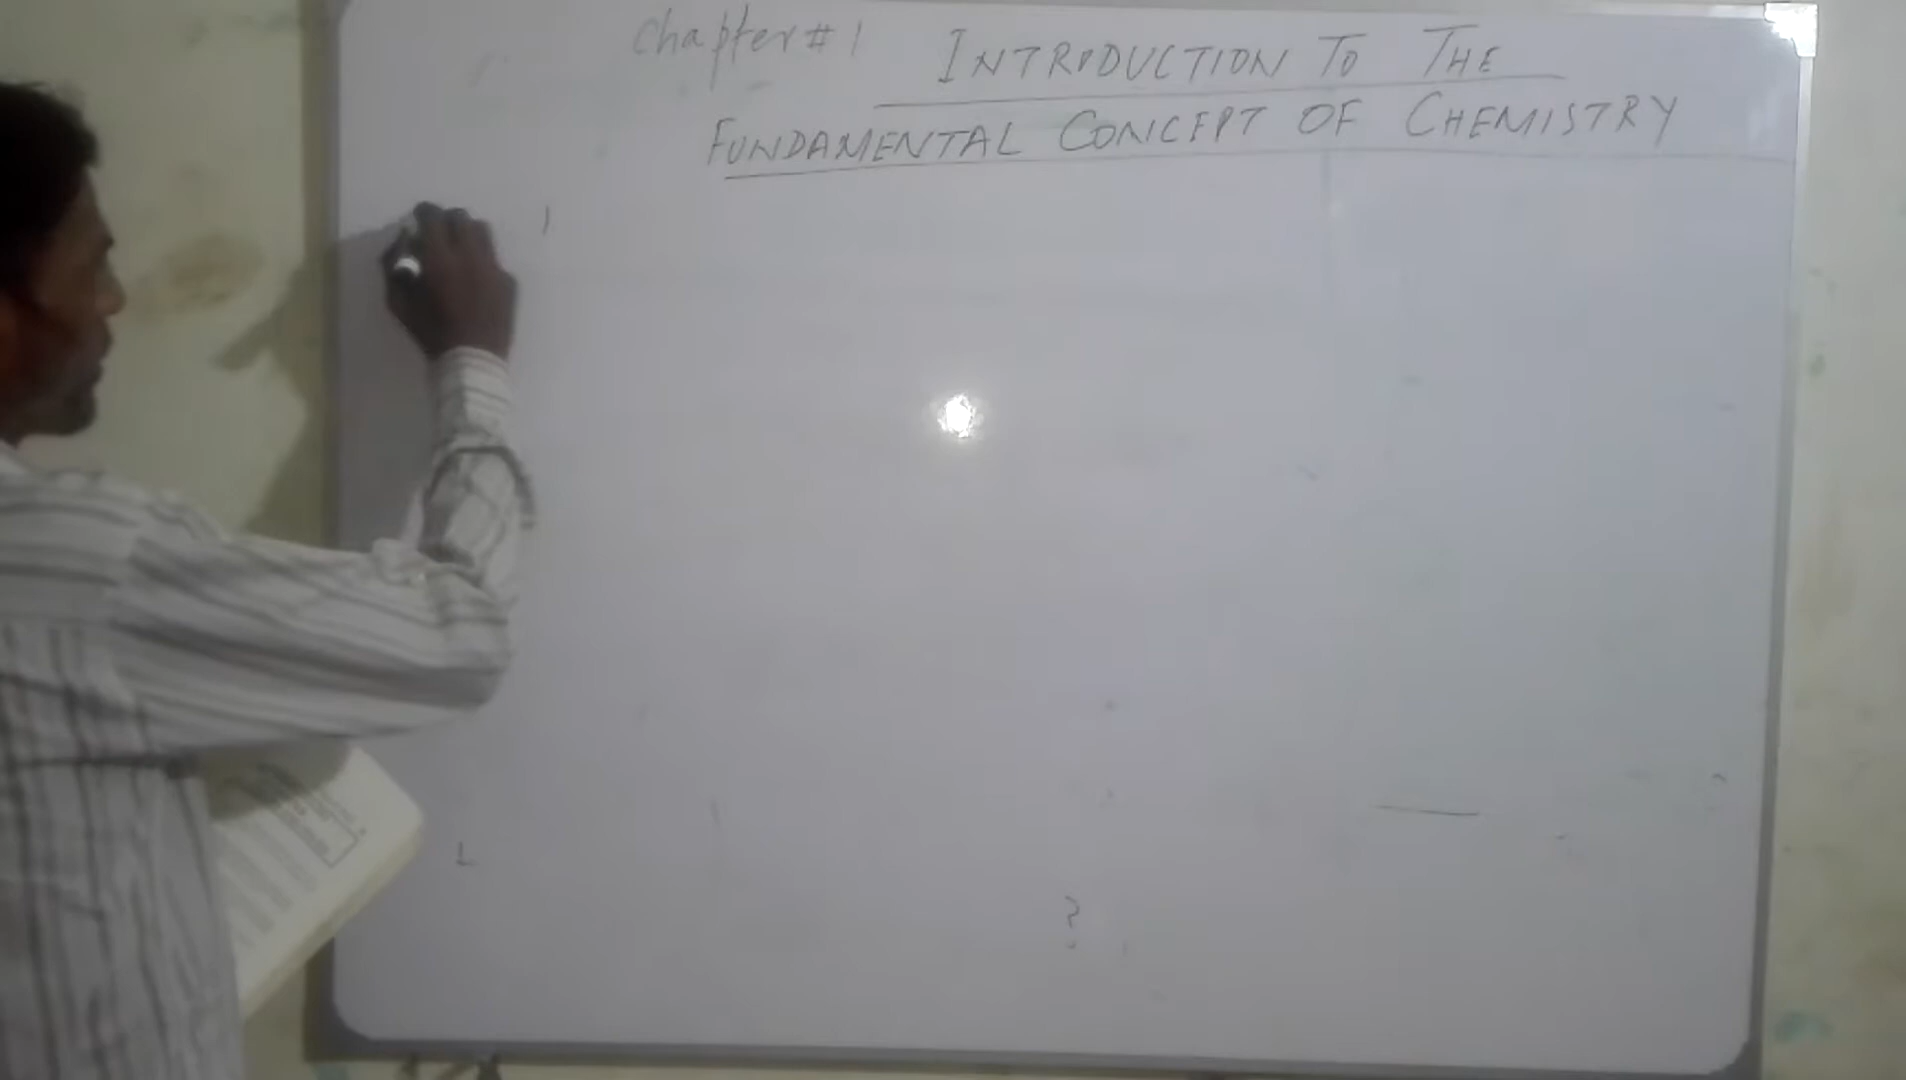 Chapter # 1 INTRODUCTION TO THE
FUNDAMENTAL CONCEPT OF CHEMISTRY
?